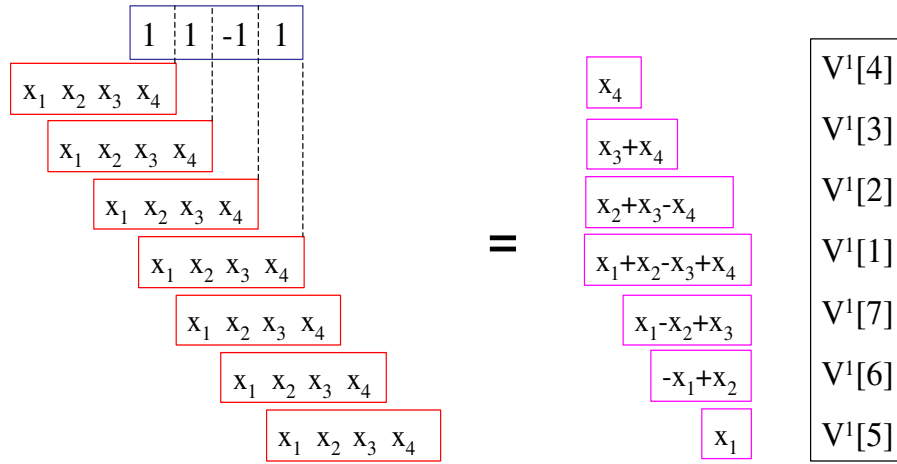 1 1 -1 1
x₁ x₂ x₃ x₄ x₄ V¹[4]
x₁ x₂ x₃ x₄ x₃+x₄ V¹[3]
x₁ x₂ x₃ x₄ x₂+x₃-x₄ V¹[2]
x₁ x₂ x₃ x₄ = x₁+x₂-x₃+x₄ V¹[1]
x₁ x₂ x₃ x₄ x₁-x₂+x₃ V¹[7]
x₁ x₂ x₃ x₄ -x₁+x₂ V¹[6]
x₁ x₂ x₃ x₄ x₁ V¹[5]